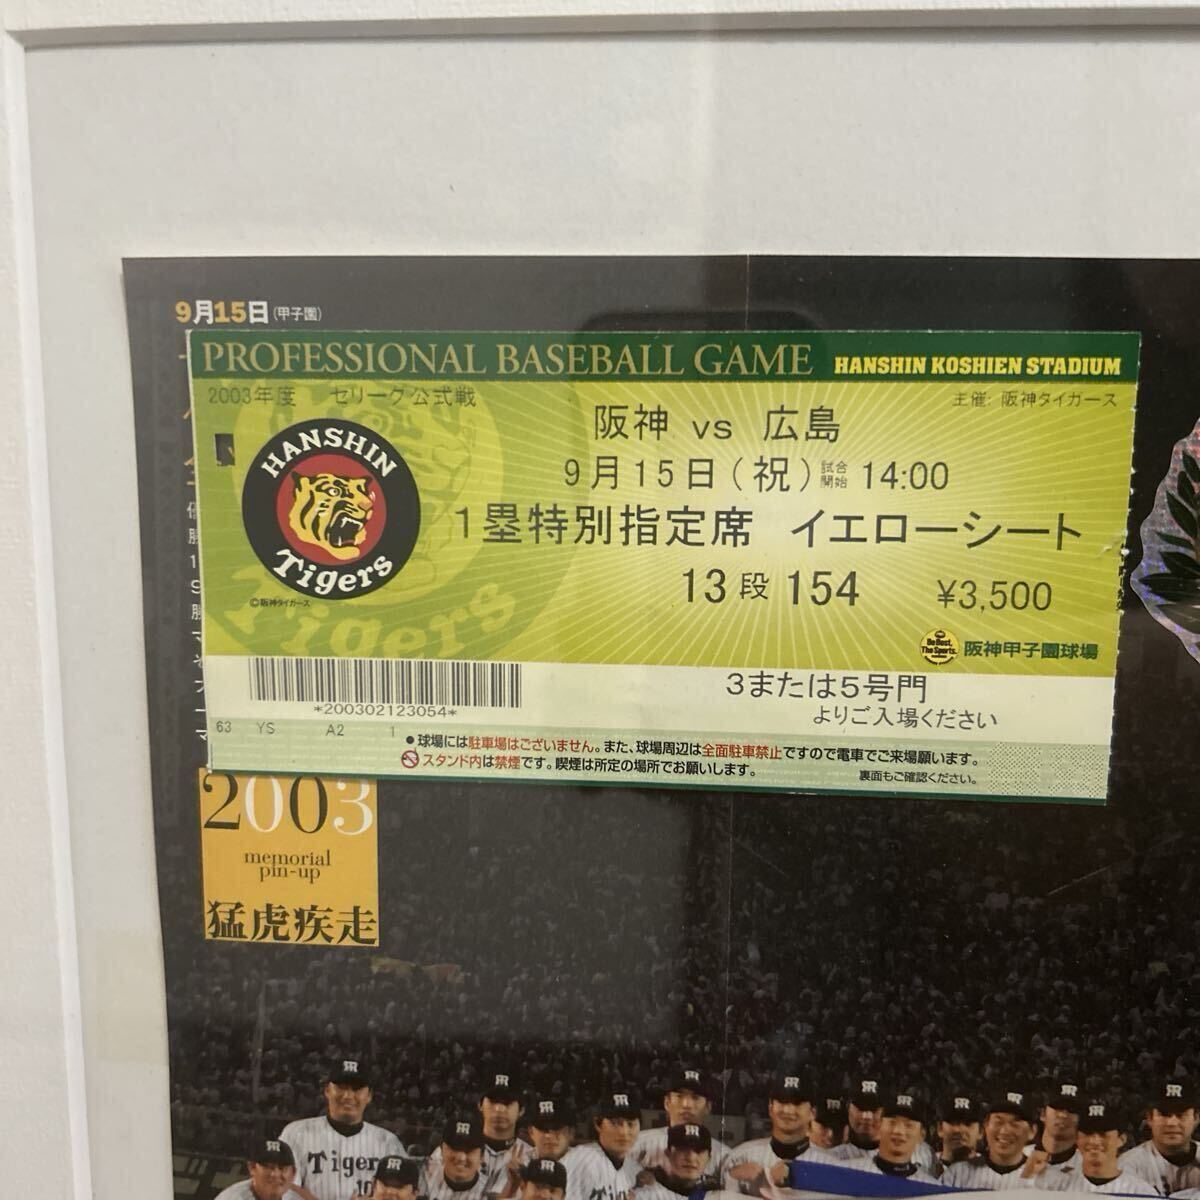 9月15日(甲子園)
PROFESSIONAL BASEBALL GAME HANSHIN KOSHIEN STADIUM
2003年度 セリーグ公式戦
主催:阪神タイガース
阪神 vs 広島
9月15日(祝) 試合開始 14:00
1塁特別指定席 イエローシート
13段 154 ¥3,500
HANSHIN
Tigers
©阪神タイガース
Tigers
Be Best, The Sports.
阪神甲子園球場
*200302123054*
3または5号門
よりご入場ください
63 YS A2 1
●球場には駐車場はございません。また、球場周辺は全面駐車禁止ですので電車でご来場願います。
スタンド内は禁煙です。喫煙は所定の場所でお願いします。
裏面もご確認ください。
2003
memorial
pin-up
猛虎疾走
Tigers
10